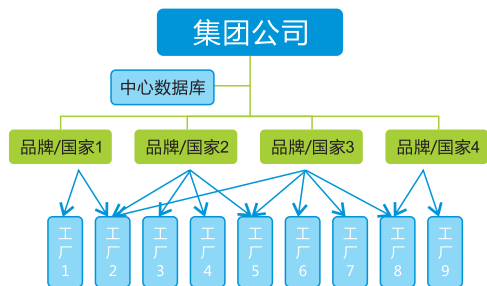 集团公司
中心数据库
品牌/国家1
品牌/国家2
品牌/国家3
品牌/国家4
工厂1
工厂2
工厂3
工厂4
工厂5
工厂6
工厂7
工厂8
工厂9